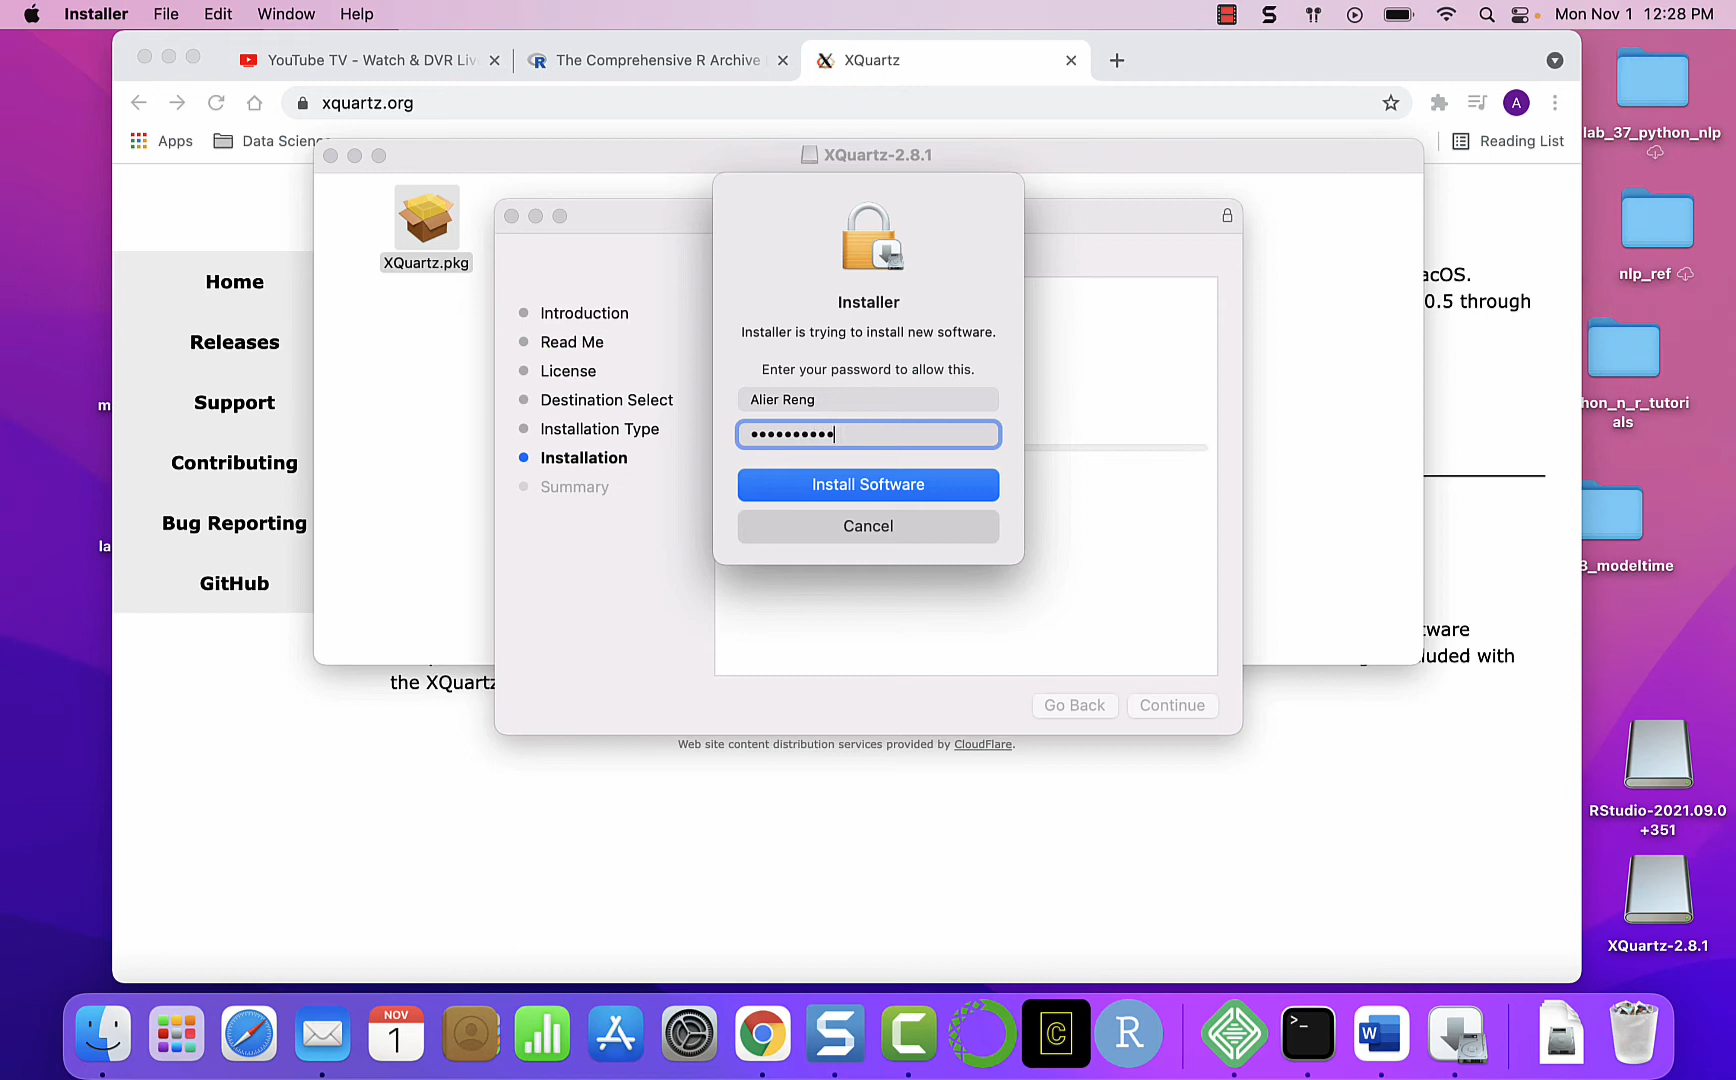 Installer File Edit Window Help
Mon Nov 1 12:28 PM
YouTube TV - Watch & DVR Liv
The Comprehensive R Archive
XQuartz
xquartz.org
A
Apps
Data Scienc
Reading List
XQuartz-2.8.1
XQuartz.pkg
Home
Releases
Support
Contributing
Bug Reporting
GitHub
Introduction
Read Me
License
Destination Select
Installation Type
Installation
Summary
Installer
Installer is trying to install new software.
Enter your password to allow this.
Alier Reng
••••••••••
Install Software
Cancel
Go Back
Continue
acOS.
0.5 through
tware
luded with
the XQuartz
Web site content distribution services provided by CloudFlare.
m
la
lab_37_python_nlp
nlp_ref
hon_n_r_tutori
als
3_modeltime
RStudio-2021.09.0
+351
XQuartz-2.8.1
NOV
1
S
C
C
R
>_
W